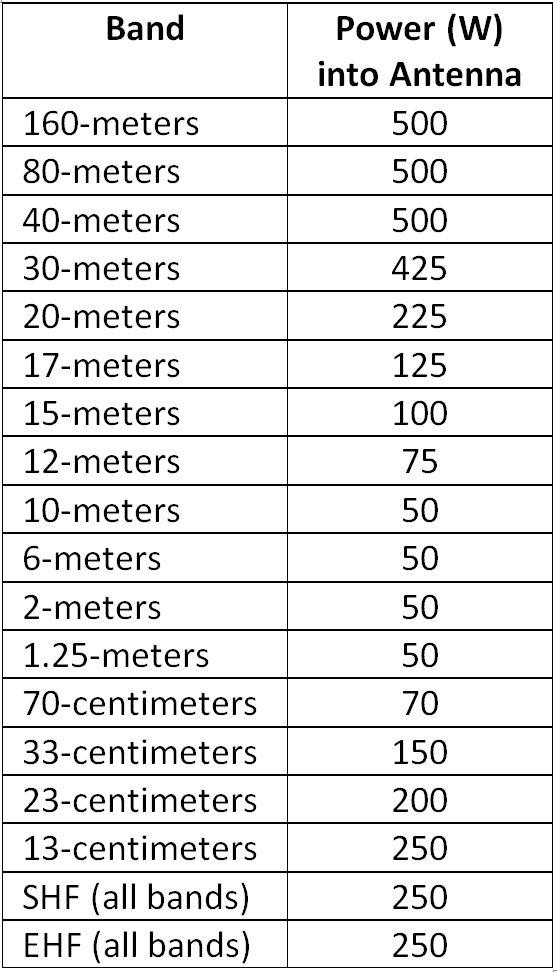 Band Power (W) into Antenna
160-meters 500
80-meters 500
40-meters 500
30-meters 425
20-meters 225
17-meters 125
15-meters 100
12-meters 75
10-meters 50
6-meters 50
2-meters 50
1.25-meters 50
70-centimeters 70
33-centimeters 150
23-centimeters 200
13-centimeters 250
SHF (all bands) 250
EHF (all bands) 250